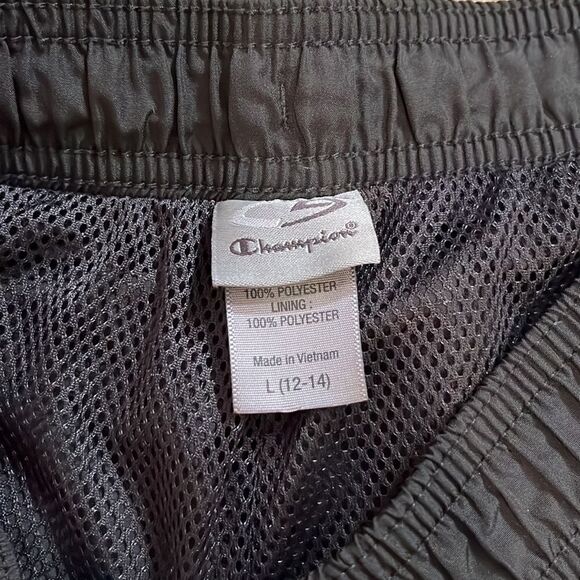 Champion®
100% POLYESTER
LINING :
100% POLYESTER
Made in Vietnam
L (12-14)